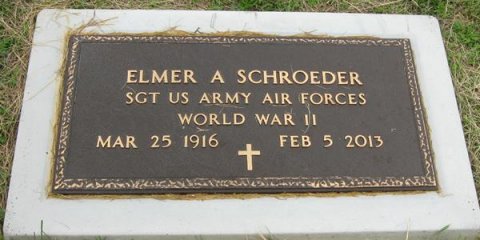 ELMER A SCHROEDER
SGT US ARMY AIR FORCES
WORLD WAR II
MAR 25 1916 FEB 5 2013